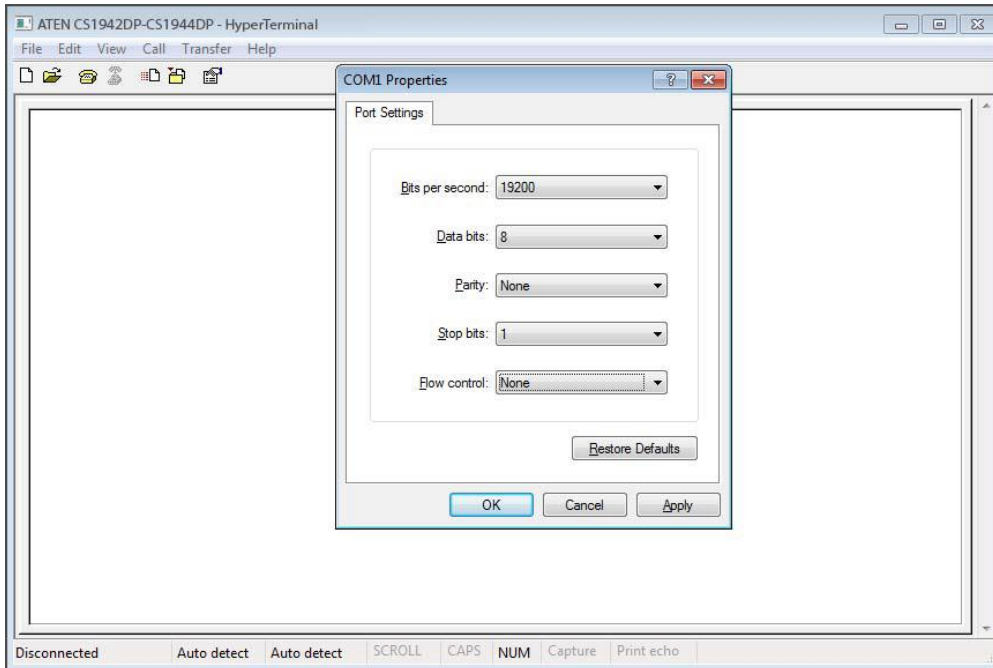 ATEN CS1942DP-CS1944DP - HyperTerminal
File Edit View Call Transfer Help
COM1 Properties
Port Settings
Bits per second: 19200
Data bits: 8
Parity: None
Stop bits: 1
Flow control: None
Restore Defaults
OK Cancel Apply
Disconnected Auto detect Auto detect SCROLL CAPS NUM Capture Print echo